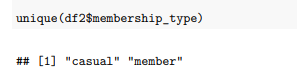 unique(df2$membership_type)
## [1] "casual" "member"